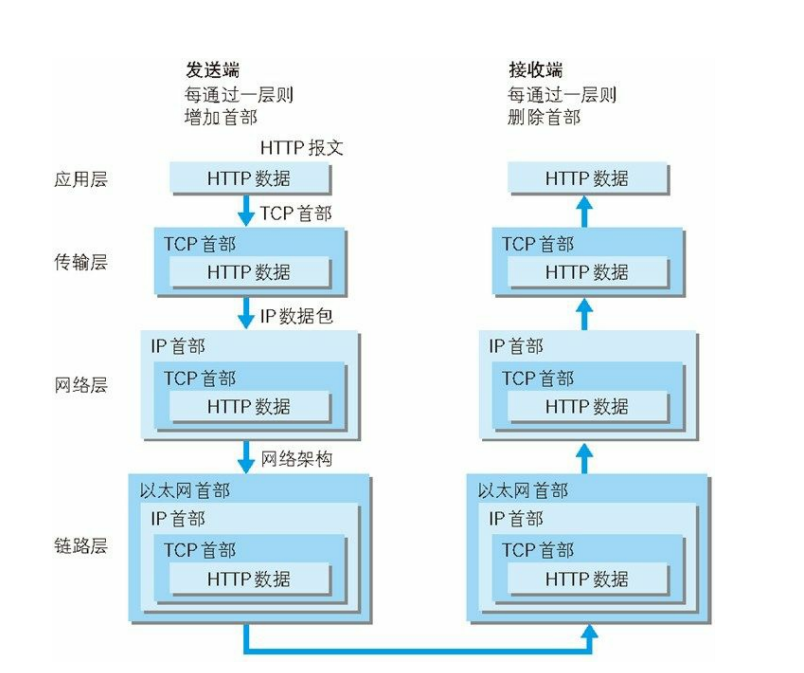 发送端
每通过一层则
增加首部
接收端
每通过一层则
删除首部
HTTP 报文
应用层
HTTP 数据
HTTP 数据
TCP 首部
传输层
TCP 首部
HTTP 数据
TCP 首部
HTTP 数据
IP 数据包
网络层
IP 首部
TCP 首部
HTTP 数据
IP 首部
TCP 首部
HTTP 数据
网络架构
链路层
以太网首部
IP 首部
TCP 首部
HTTP 数据
以太网首部
IP 首部
TCP 首部
HTTP 数据